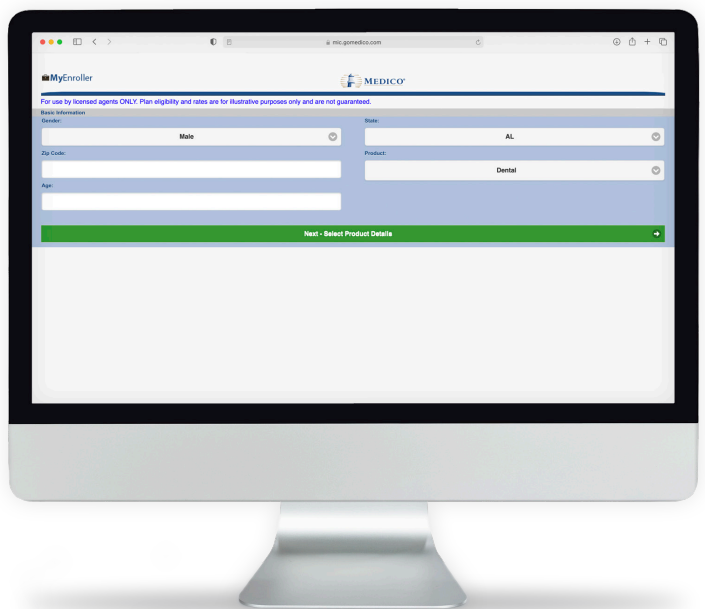 mic.gomedico.com
MyEnroller
MEDICO®
For use by licensed agents ONLY. Plan eligibility and rates are for illustrative purposes only and are not guaranteed.
Basic Information
Gender:
State:
Male
AL
Zip Code:
Product:
Dental
Age:
Next - Select Product Details